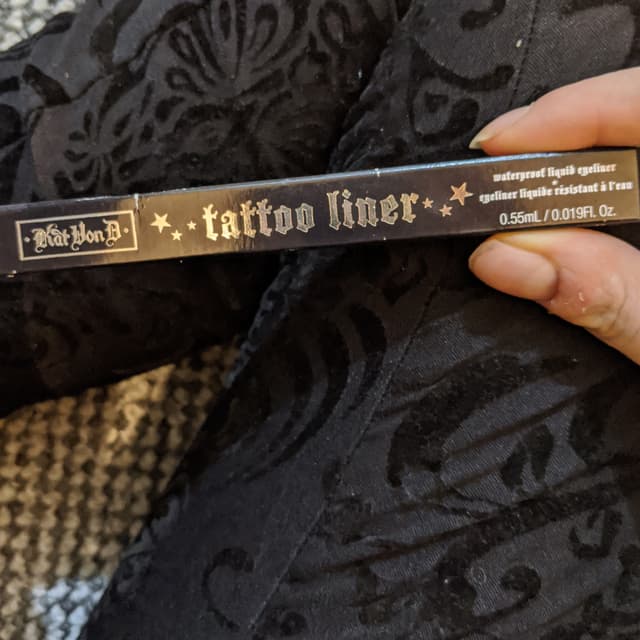 Kat Von D
tattoo liner
waterproof liquid eyeliner
eyeliner liquide résistant à l'eau
0.55mL / 0.019FL Oz.